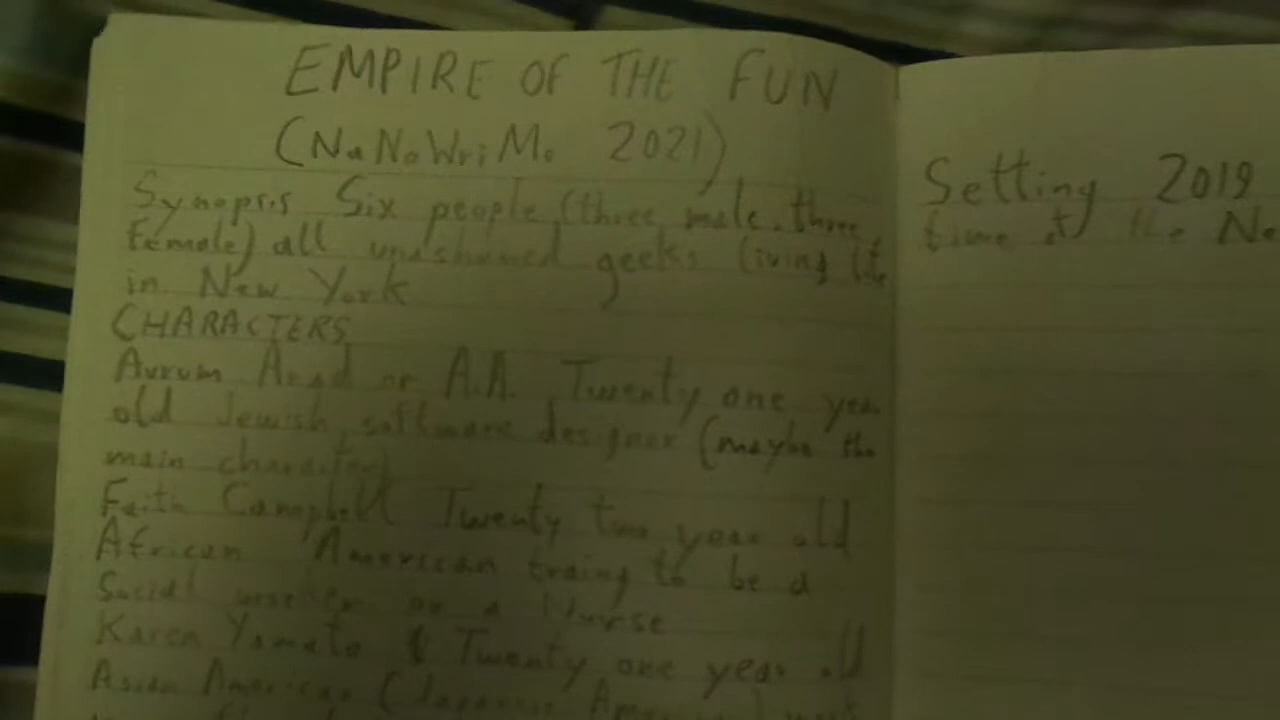 EMPIRE OF THE FUN
(NaNoWriMo 2021)
Synopsis Six people (three male, three
female) all unashamed geeks living life
in New York
CHARACTERS
Aurum Arad or A.A. Twenty one year
old Jewish software designer (maybe the
main character)
Faith Campbell Twenty two year old
African American traing to be a
Social worker or a Nurse
Karen Yamato Twenty one year old
Asian American (Japanese American)
Setting 2019
time at the